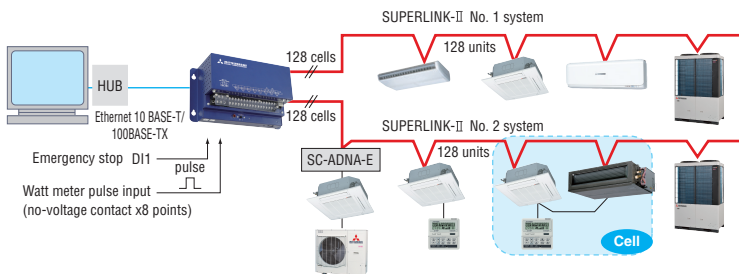 SUPERLINK-Ⅱ No. 1 system
128 cells
128 units
HUB
MITSUBISHI
Ethernet 10 BASE-T/
100BASE-TX
128 cells
SUPERLINK-Ⅱ No. 2 system
Emergency stop DI1
pulse
SC-ADNA-E
128 units
Watt meter pulse input
(no-voltage contact x8 points)
Cell